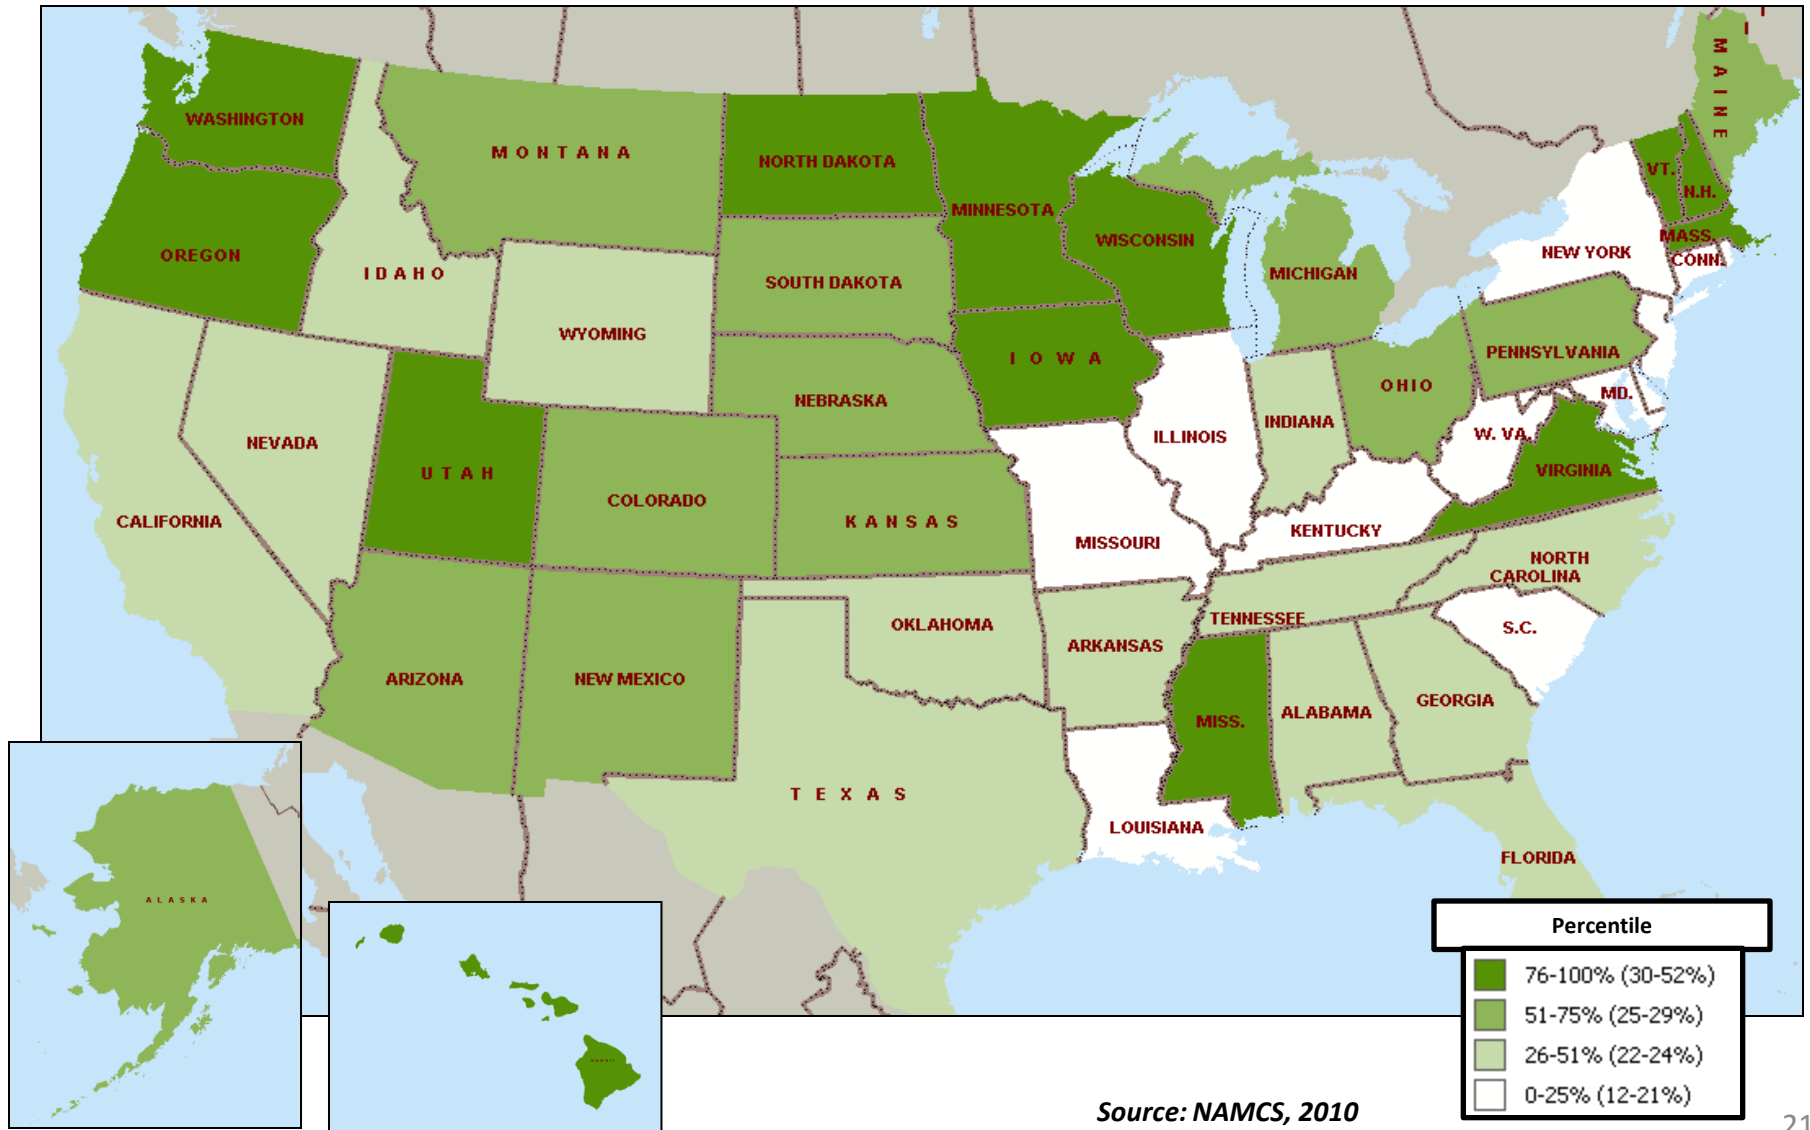 MAINE
WASHINGTON
MONTANA
NORTH DAKOTA
VT.
N.H.
MINNESOTA
MASS.
WISCONSIN
NEW YORK
OREGON
CONN.
IDAHO
MICHIGAN
SOUTH DAKOTA
WYOMING
IOWA
PENNSYLVANIA
OHIO
NEBRASKA
MD.
INDIANA
NEVADA
ILLINOIS
W. VA.
UTAH
VIRGINIA
COLORADO
CALIFORNIA
KANSAS
KENTUCKY
MISSOURI
NORTH
CAROLINA
OKLAHOMA
TENNESSEE
S.C.
ARKANSAS
ARIZONA
NEW MEXICO
GEORGIA
ALABAMA
MISS.
TEXAS
LOUISIANA
FLORIDA
ALASKA
HAWAII
Percentile
76-100% (30-52%)
51-75% (25-29%)
26-51% (22-24%)
0-25% (12-21%)
Source: NAMCS, 2010
21